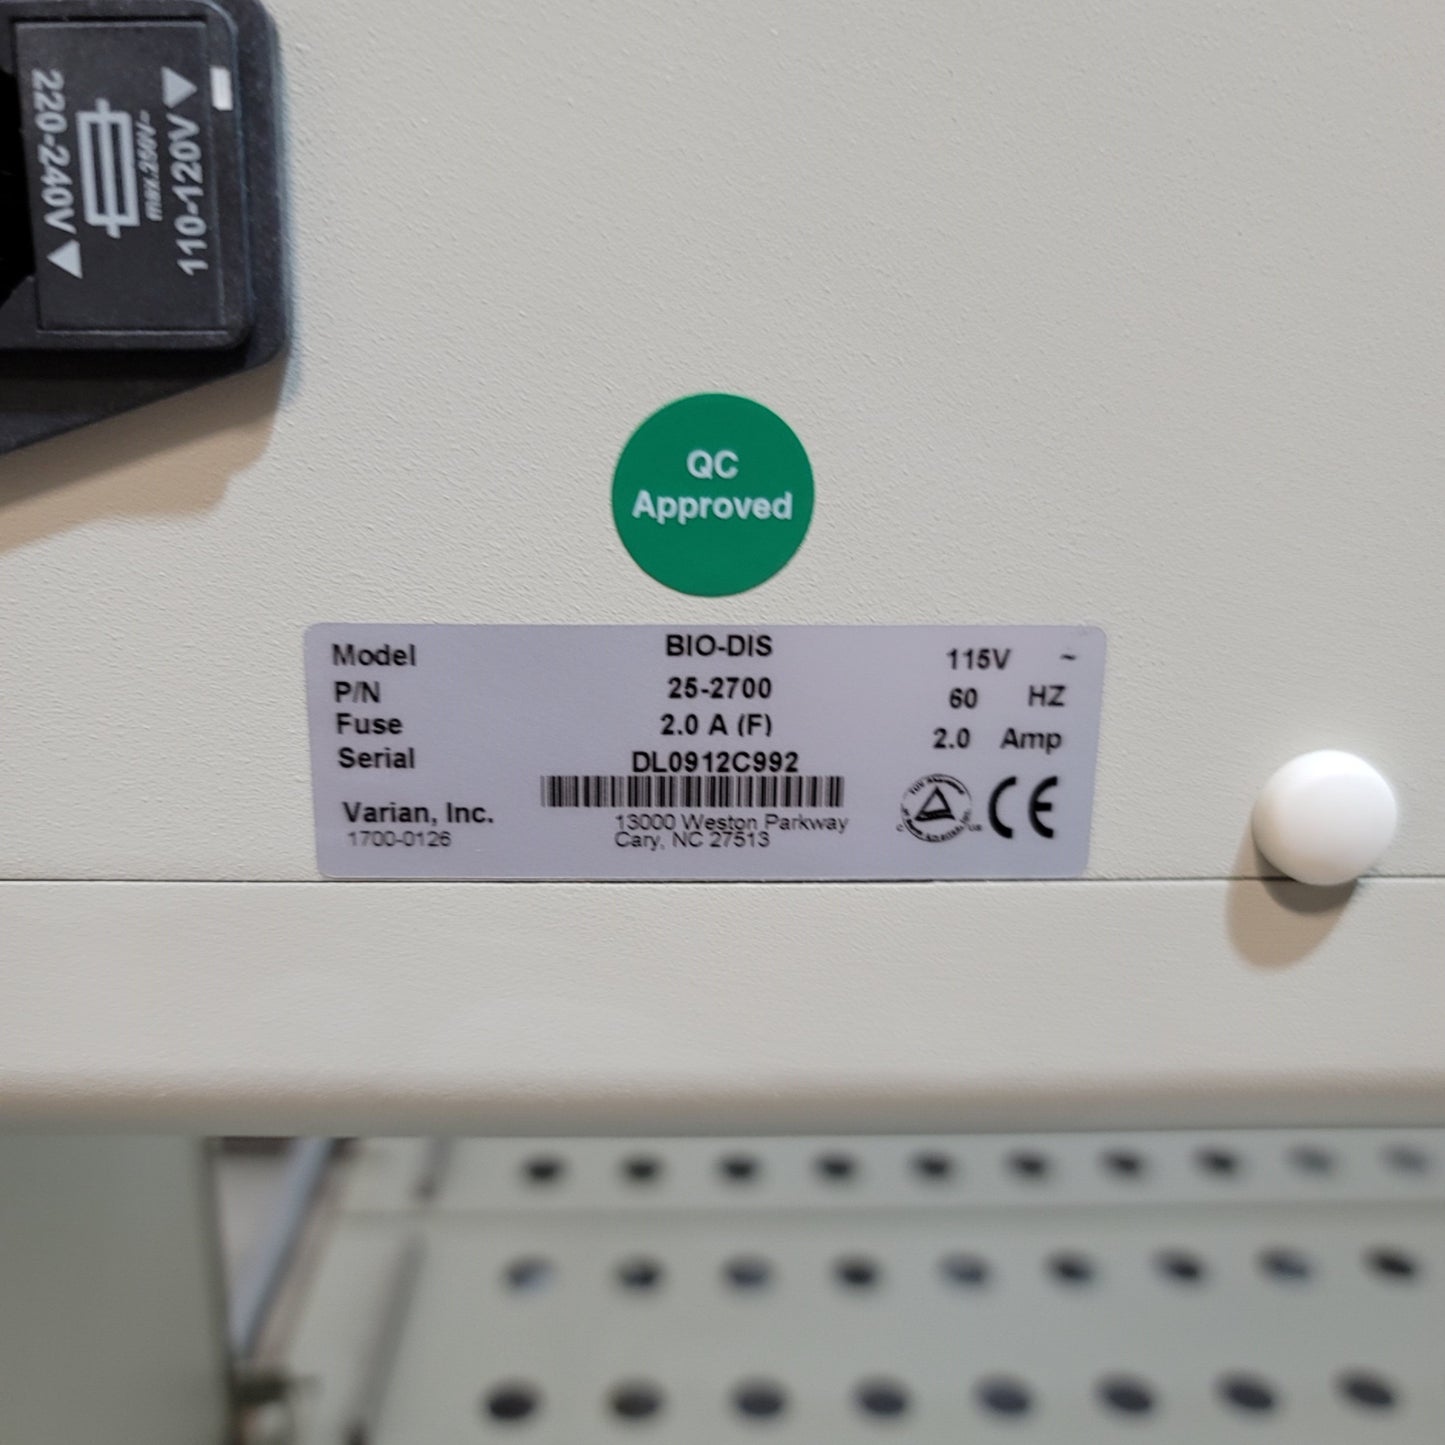 220-240V
250V
110-120V
QC
Approved
Model BIO-DIS 115V ~
P/N 25-2700 60 HZ
Fuse 2.0 A (F) 2.0 Amp
Serial DL0912C992
Varian, Inc. 13000 Weston Parkway
1700-0126 Cary, NC 27513
CE